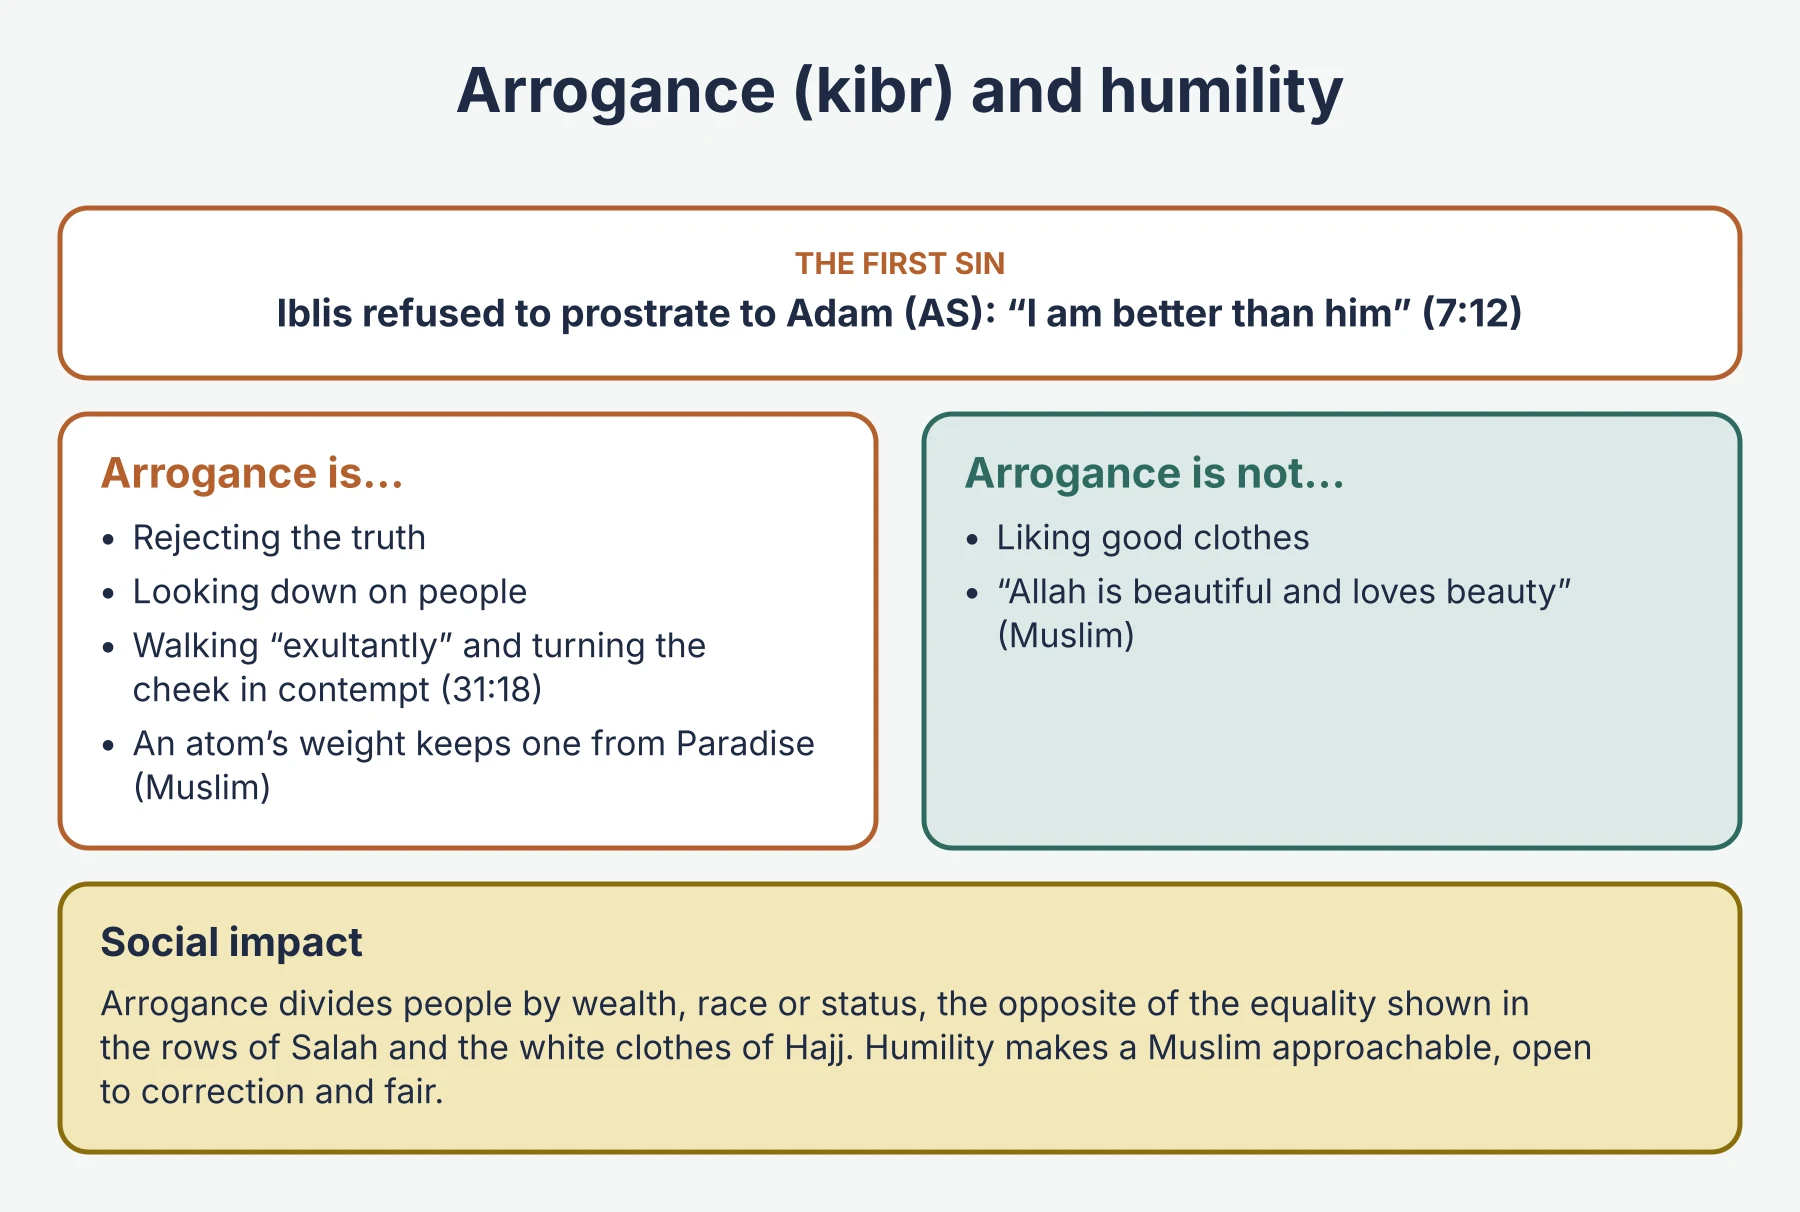 Arrogance (kibr) and humility
THE FIRST SIN
Iblis refused to prostrate to Adam (AS): “I am better than him” (7:12)
Arrogance is…
• Rejecting the truth
• Looking down on people
• Walking “exultantly” and turning the
cheek in contempt (31:18)
• An atom’s weight keeps one from Paradise
(Muslim)
Arrogance is not…
• Liking good clothes
• “Allah is beautiful and loves beauty”
(Muslim)
Social impact
Arrogance divides people by wealth, race or status, the opposite of the equality shown in
the rows of Salah and the white clothes of Hajj. Humility makes a Muslim approachable, open
to correction and fair.